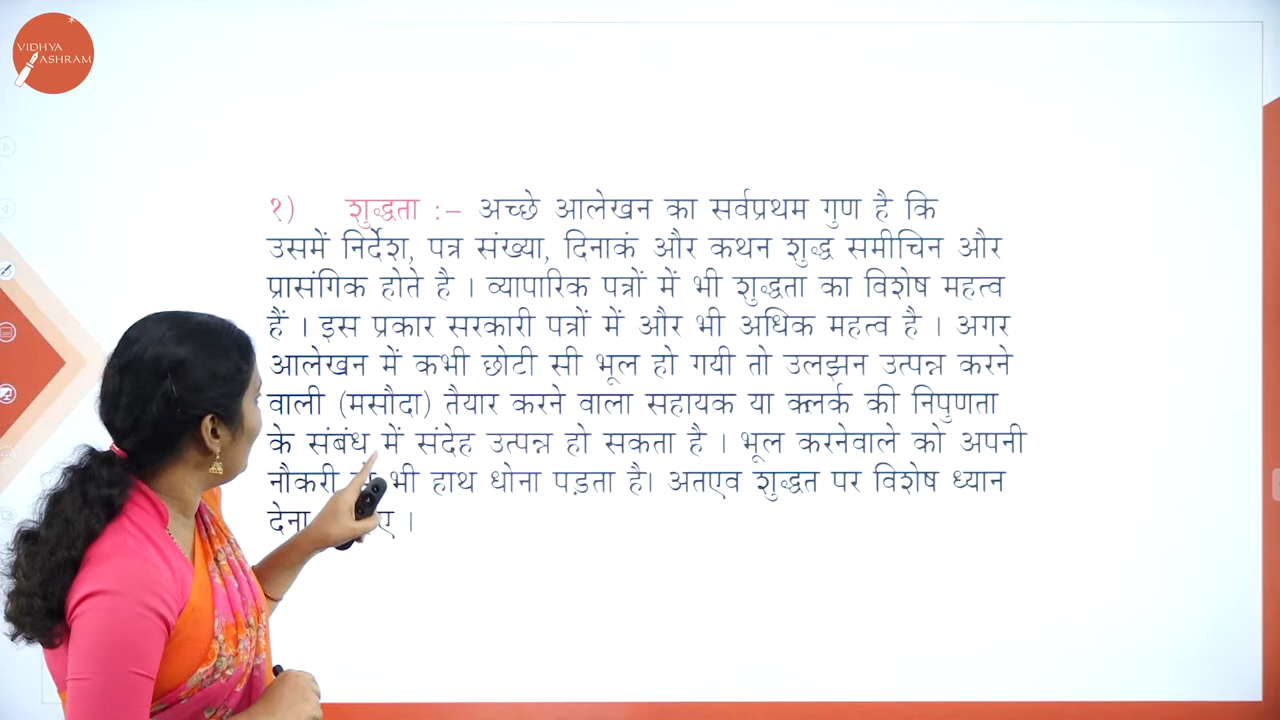 VIDHYA
ASHRAM
१) शुद्धता :– अच्छे आलेखन का सर्वप्रथम गुण है कि
उसमें निर्देश, पत्र संख्या, दिनाकं और कथन शुद्ध समीचिन और
प्रासंगिक होते है । व्यापारिक पत्रों में भी शुद्धता का विशेष महत्व
हैं । इस प्रकार सरकारी पत्रों में और भी अधिक महत्व है । अगर
आलेखन में कभी छोटी सी भूल हो गयी तो उलझन उत्पन्न करने
वाली (मसौदा) तैयार करने वाला सहायक या क्लर्क की निपुणता
के संबंध में संदेह उत्पन्न हो सकता है । भूल करनेवाले को अपनी
नौकरी भी हाथ धोना पड़ता है। अतएव शुद्धत पर विशेष ध्यान
देना ।